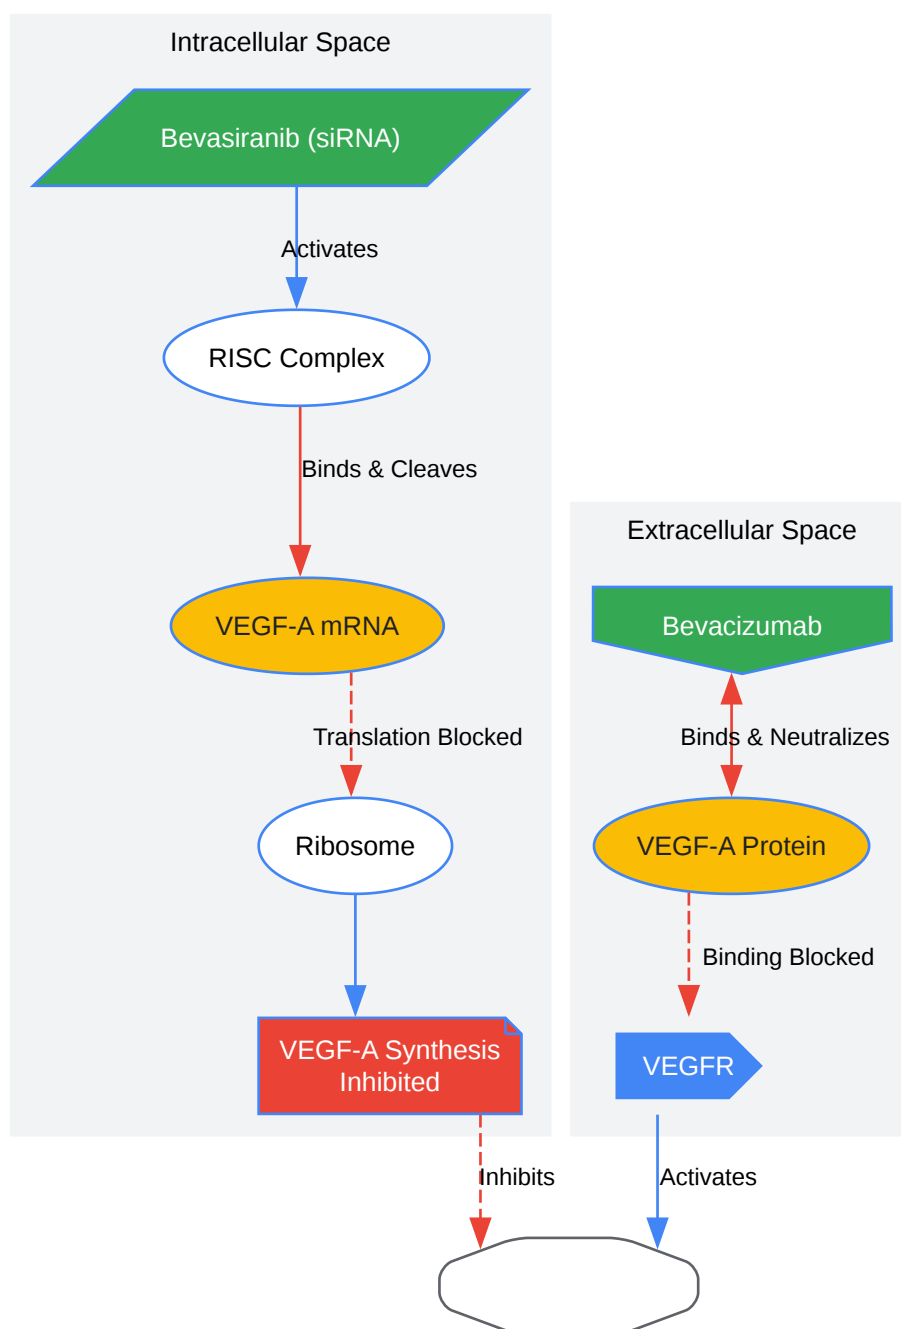 Intracellular Space
Bevasiranib (siRNA)
Activates
RISC Complex
Binds & Cleaves
VEGF-A mRNA
Translation Blocked
Ribosome
VEGF-A Synthesis
Inhibited
Inhibits
Extracellular Space
Bevacizumab
Binds & Neutralizes
VEGF-A Protein
Binding Blocked
VEGFR
Activates